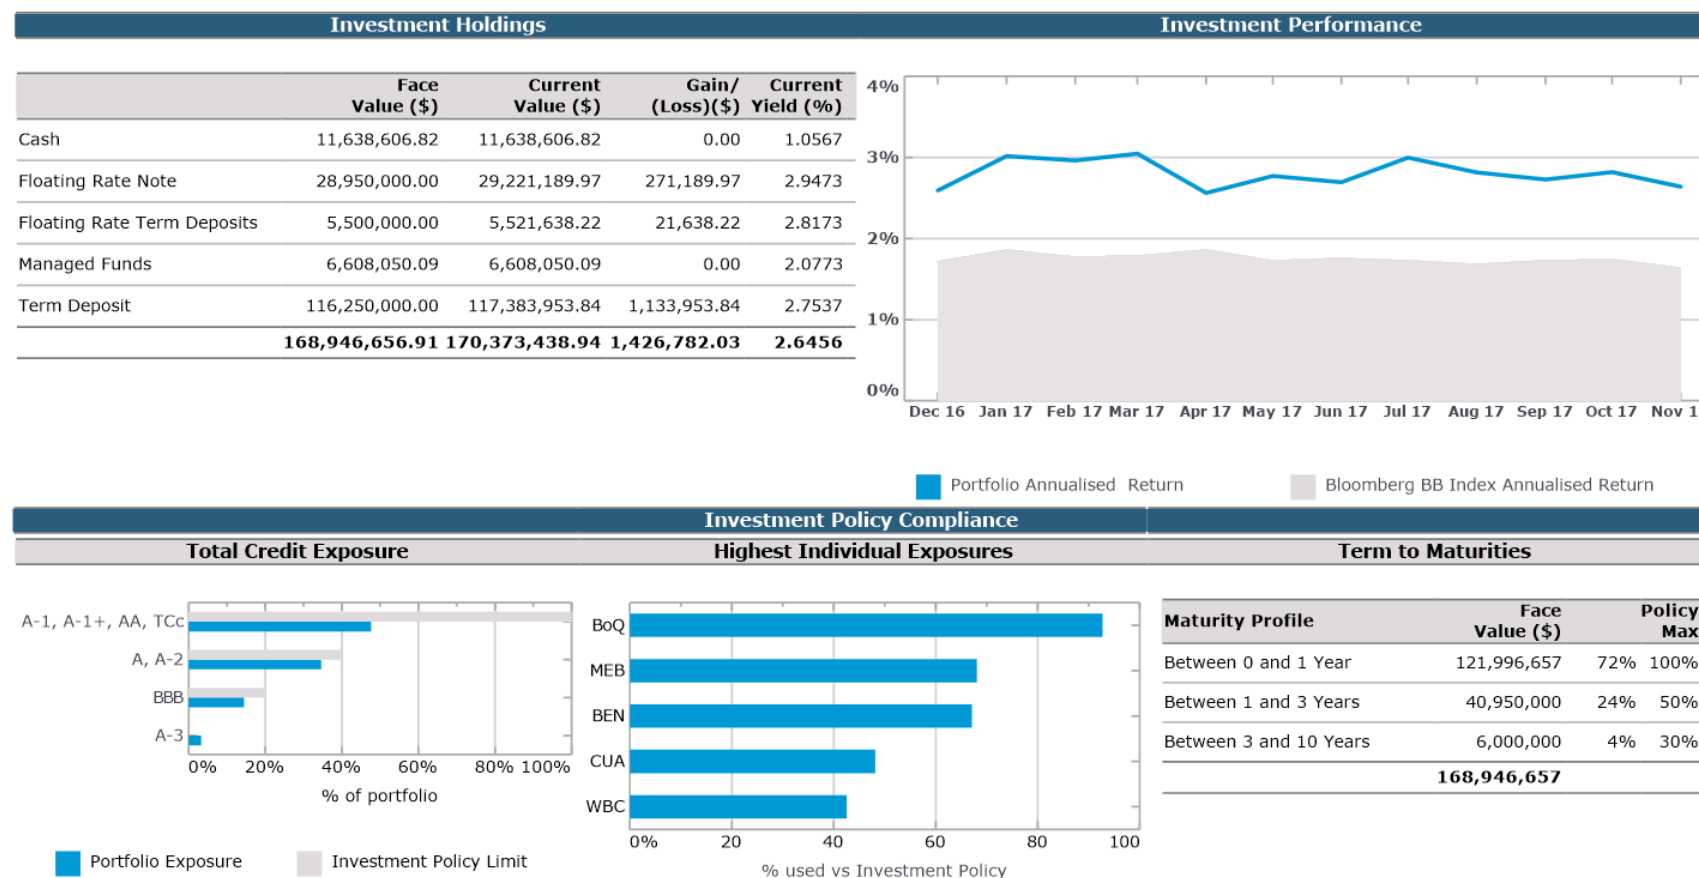 Investment Holdings
Investment Performance
Face Value ($) Current Value ($) Gain/ (Loss)($) Current Yield (%)
Cash 11,638,606.82 11,638,606.82 0.00 1.0567
Floating Rate Note 28,950,000.00 29,221,189.97 271,189.97 2.9473
Floating Rate Term Deposits 5,500,000.00 5,521,638.22 21,638.22 2.8173
Managed Funds 6,608,050.09 6,608,050.09 0.00 2.0773
Term Deposit 116,250,000.00 117,383,953.84 1,133,953.84 2.7537
168,946,656.91 170,373,438.94 1,426,782.03 2.6456
4%
3%
2%
1%
0%
Dec 16 Jan 17 Feb 17 Mar 17 Apr 17 May 17 Jun 17 Jul 17 Aug 17 Sep 17 Oct 17 Nov 1
Portfolio Annualised Return Bloomberg BB Index Annualised Return
Investment Policy Compliance
Total Credit Exposure
A-1, A-1+, AA, TCc
A, A-2
BBB
A-3
0% 20% 40% 60% 80% 100%
% of portfolio
Portfolio Exposure Investment Policy Limit
Highest Individual Exposures
BoQ
MEB
BEN
CUA
WBC
0% 20 40 60 80 100
% used vs Investment Policy
Term to Maturities
Maturity Profile Face Value ($) Policy Max
Between 0 and 1 Year 121,996,657 72% 100%
Between 1 and 3 Years 40,950,000 24% 50%
Between 3 and 10 Years 6,000,000 4% 30%
168,946,657